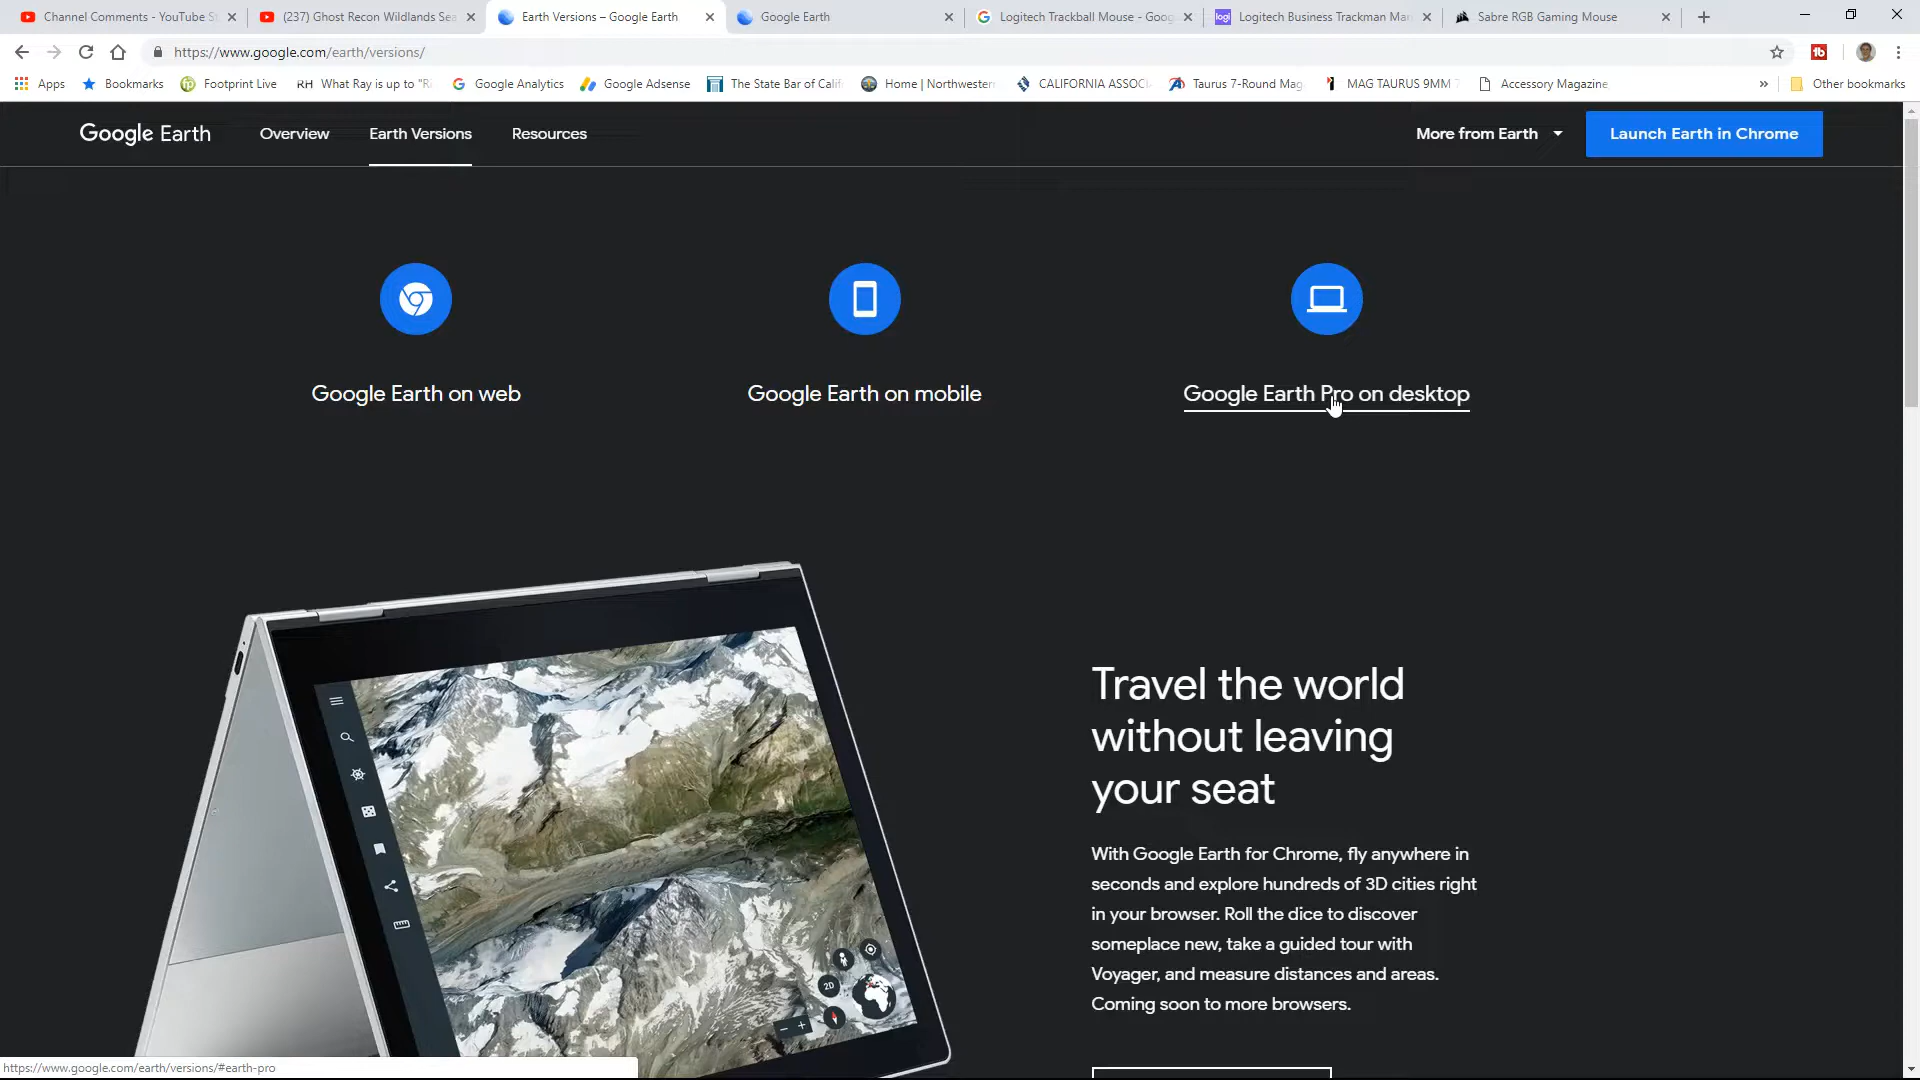 Channel Comments - YouTube St
(237) Ghost Recon Wildlands Sea
Earth Versions – Google Earth
Google Earth
Logitech Trackball Mouse - Goog
Logitech Business Trackman Mar
Sabre RGB Gaming Mouse
https://www.google.com/earth/versions/
Apps
Bookmarks
Footprint Live
RH What Ray is up to "Ri
Google Analytics
Google Adsense
The State Bar of Calif
Home | Northwestern
CALIFORNIA ASSOCI
Taurus 7-Round Mag
MAG TAURUS 9MM 7
Accessory Magazine
» Other bookmarks
Google Earth
Overview
Earth Versions
Resources
More from Earth
Launch Earth in Chrome
Google Earth on web
Google Earth on mobile
Google Earth Pro on desktop
2D
Travel the world
without leaving
your seat
With Google Earth for Chrome, fly anywhere in
seconds and explore hundreds of 3D cities right
in your browser. Roll the dice to discover
someplace new, take a guided tour with
Voyager, and measure distances and areas.
Coming soon to more browsers.
https://www.google.com/earth/versions/#earth-pro